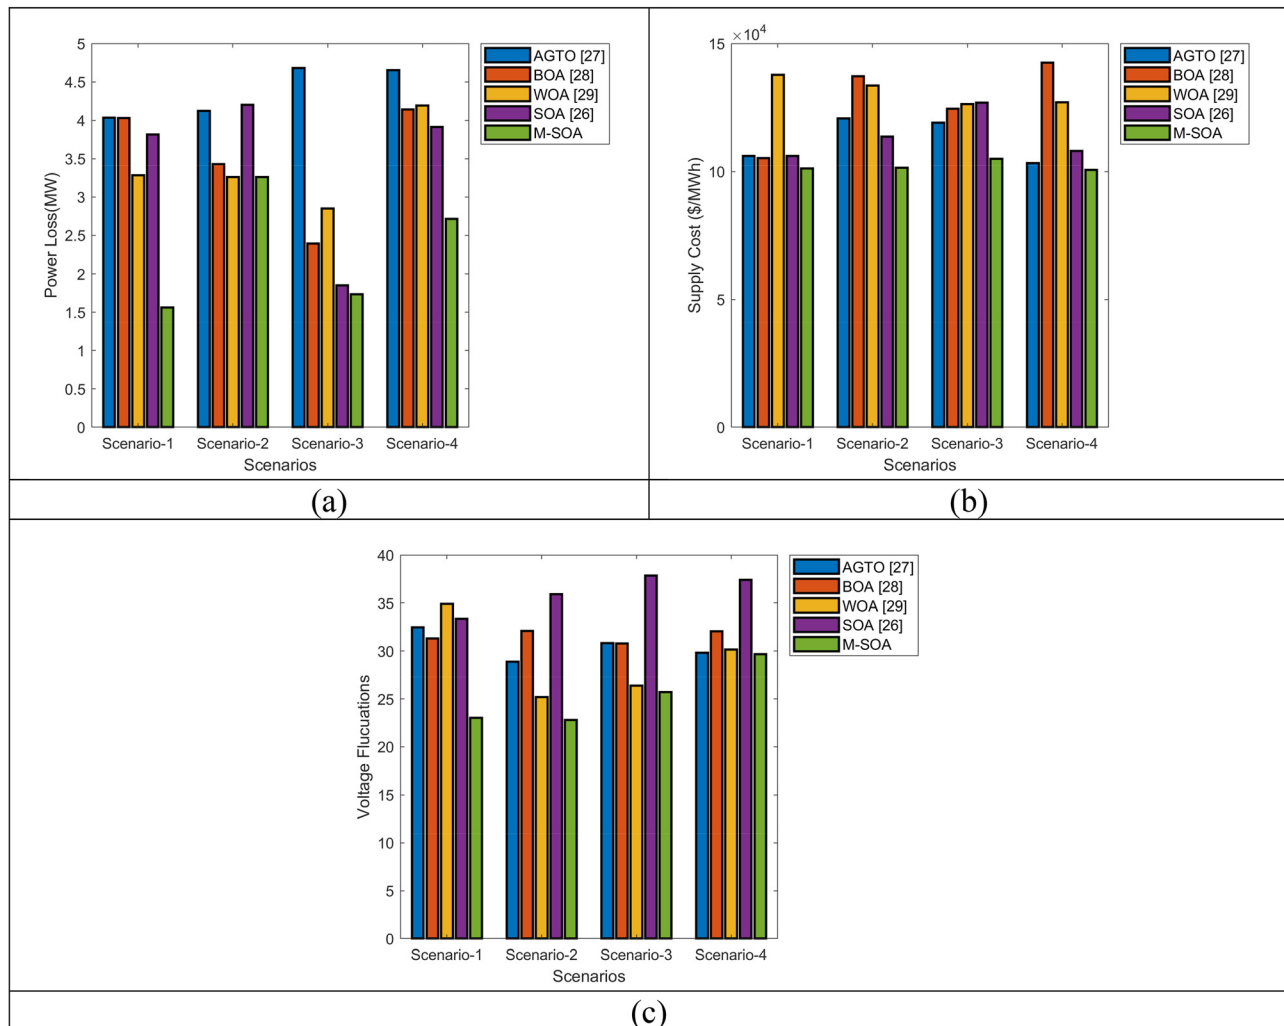 5
4.5
4
3.5
3
2.5
2
1.5
1
0.5
0
Power Loss(MW)
Scenario-1 Scenario-2 Scenario-3 Scenario-4
Scenarios
AGTO [27]
BOA [28]
WOA [29]
SOA [26]
M-SOA
(a)
×10⁴
15
10
5
0
Supply Cost ($/MWh)
Scenario-1 Scenario-2 Scenario-3 Scenario-4
Scenarios
AGTO [27]
BOA [28]
WOA [29]
SOA [26]
M-SOA
(b)
40
35
30
25
20
15
10
5
0
Voltage Flucuations
Scenario-1 Scenario-2 Scenario-3 Scenario-4
Scenarios
AGTO [27]
BOA [28]
WOA [29]
SOA [26]
M-SOA
(c)